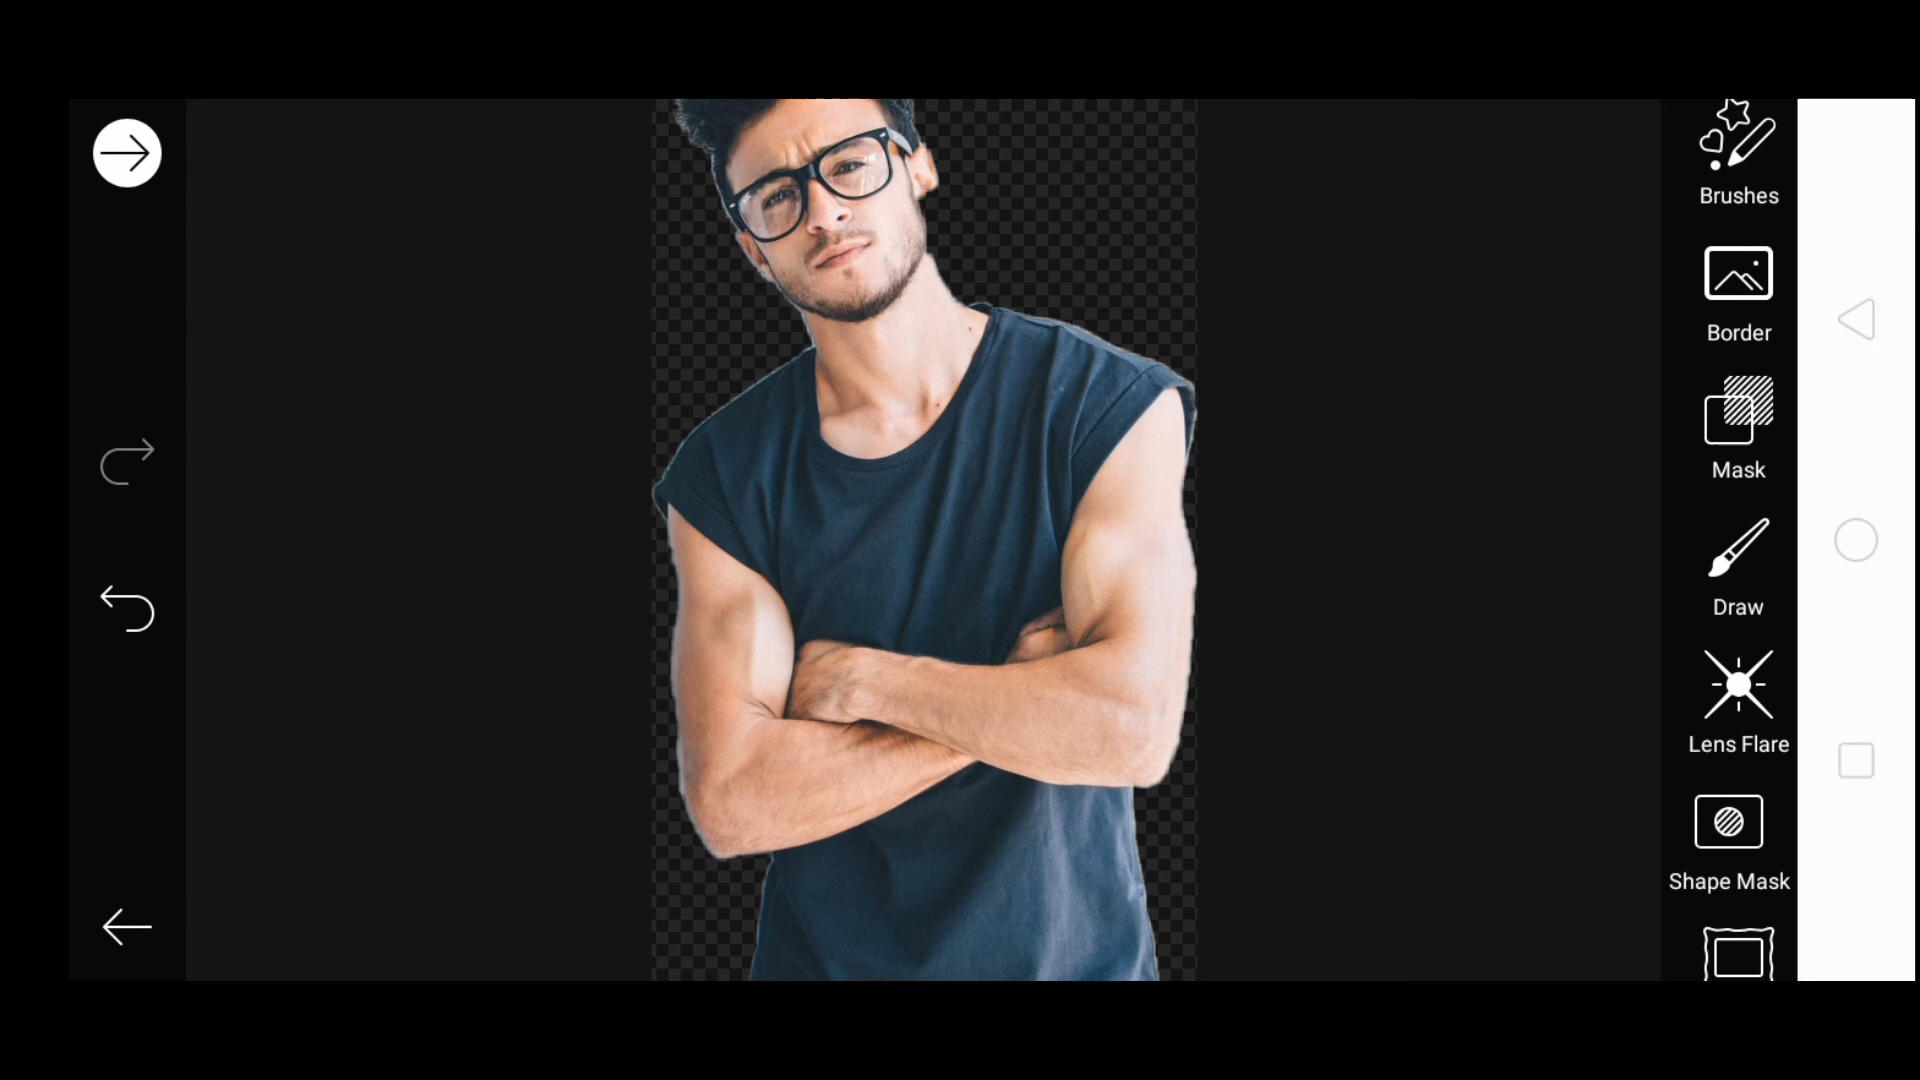 Brushes
Border
Mask
Draw
Lens Flare
Shape Mask